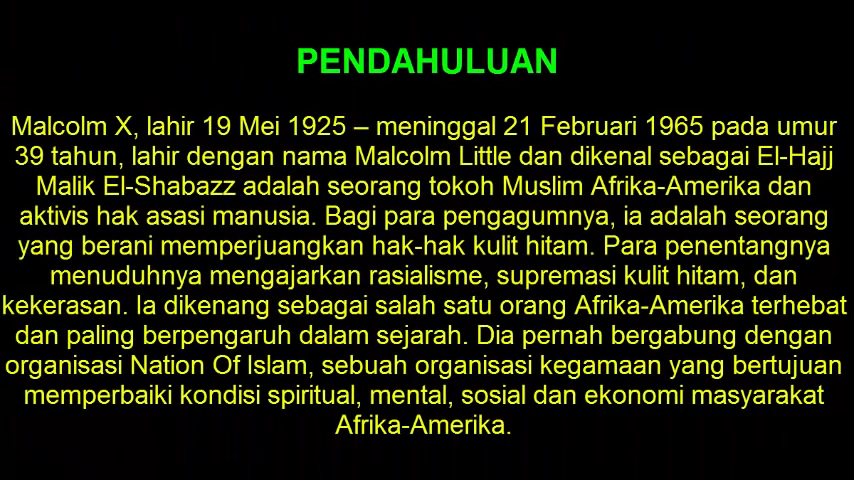 PENDAHULUAN
Malcolm X, lahir 19 Mei 1925 – meninggal 21 Februari 1965 pada umur
39 tahun, lahir dengan nama Malcolm Little dan dikenal sebagai El-Hajj
Malik El-Shabazz adalah seorang tokoh Muslim Afrika-Amerika dan
aktivis hak asasi manusia. Bagi para pengagumnya, ia adalah seorang
yang berani memperjuangkan hak-hak kulit hitam. Para penentangnya
menuduhnya mengajarkan rasialisme, supremasi kulit hitam, dan
kekerasan. Ia dikenang sebagai salah satu orang Afrika-Amerika terhebat
dan paling berpengaruh dalam sejarah. Dia pernah bergabung dengan
organisasi Nation Of Islam, sebuah organisasi kegamaan yang bertujuan
memperbaiki kondisi spiritual, mental, sosial dan ekonomi masyarakat
Afrika-Amerika.